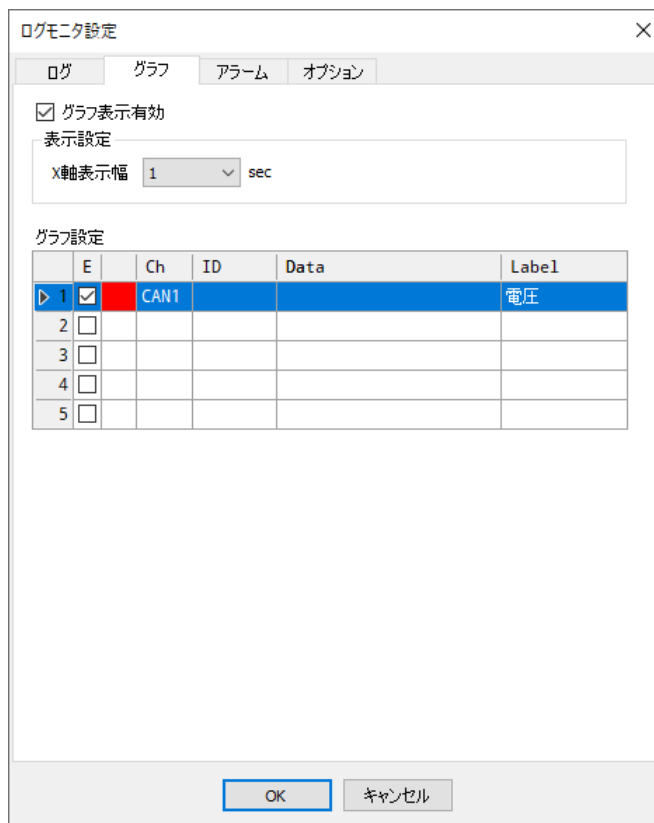 ログモニタ設定
ログ グラフ アラーム オプション
グラフ表示有効
表示設定
X軸表示幅 1 sec
グラフ設定
E Ch ID Data Label
1 CAN1 電圧
2
3
4
5
OK キャンセル